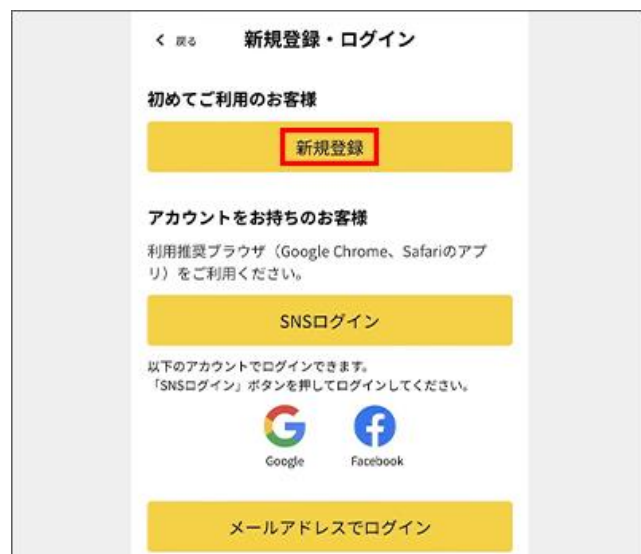 戻る 新規登録・ログイン
初めてご利用のお客様
新規登録
アカウントをお持ちのお客様
利用推奨ブラウザ（Google Chrome、Safariのアプ
リ）をご利用ください。
SNSログイン
以下のアカウントでログインできます。
「SNSログイン」ボタンを押してログインしてください。
Google Facebook
メールアドレスでログイン